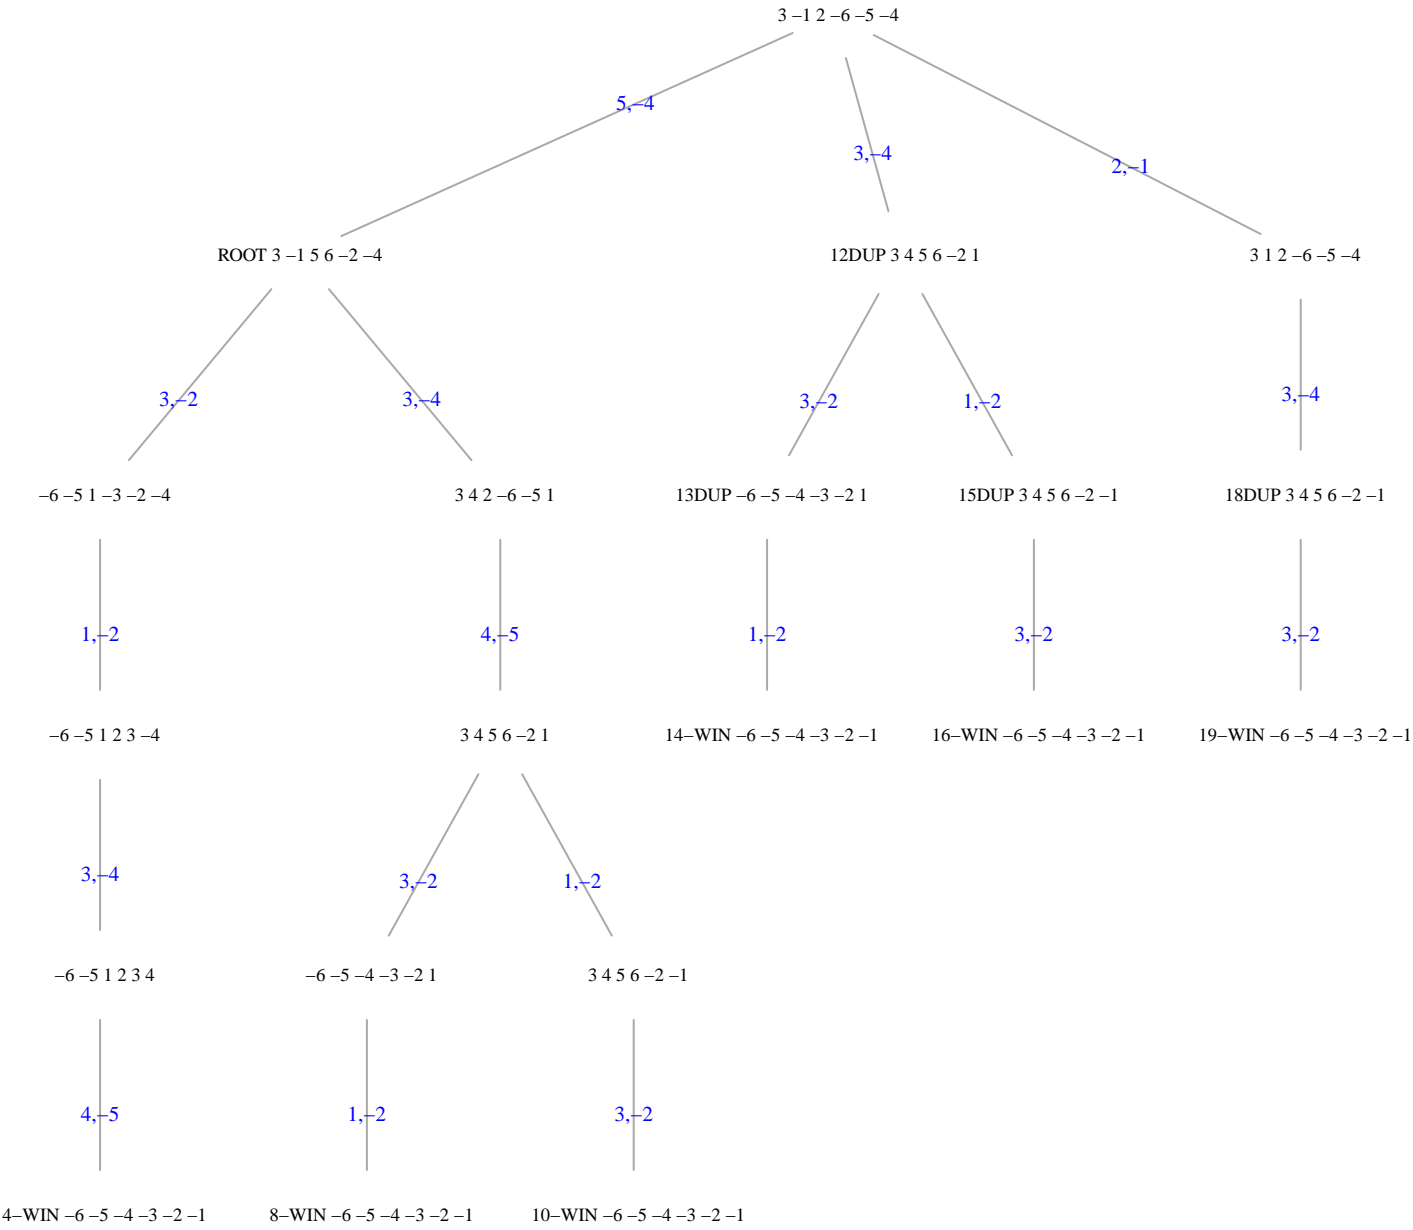 3 –1 2 –6 –5 –4
5,–4
3,–4
2,–1
ROOT 3 –1 5 6 –2 –4
12DUP 3 4 5 6 –2 1
3 1 2 –6 –5 –4
3,–2
3,–4
3,–2
1,–2
3,–4
–6 –5 1 –3 –2 –4
3 4 2 –6 –5 1
13DUP –6 –5 –4 –3 –2 1
15DUP 3 4 5 6 –2 –1
18DUP 3 4 5 6 –2 –1
1,–2
4,–5
1,–2
3,–2
3,–2
–6 –5 1 2 3 –4
3 4 5 6 –2 1
14–WIN –6 –5 –4 –3 –2 –1
16–WIN –6 –5 –4 –3 –2 –1
19–WIN –6 –5 –4 –3 –2 –1
3,–4
3,–2
1,–2
–6 –5 1 2 3 4
–6 –5 –4 –3 –2 1
3 4 5 6 –2 –1
4,–5
1,–2
3,–2
4–WIN –6 –5 –4 –3 –2 –1
8–WIN –6 –5 –4 –3 –2 –1
10–WIN –6 –5 –4 –3 –2 –1